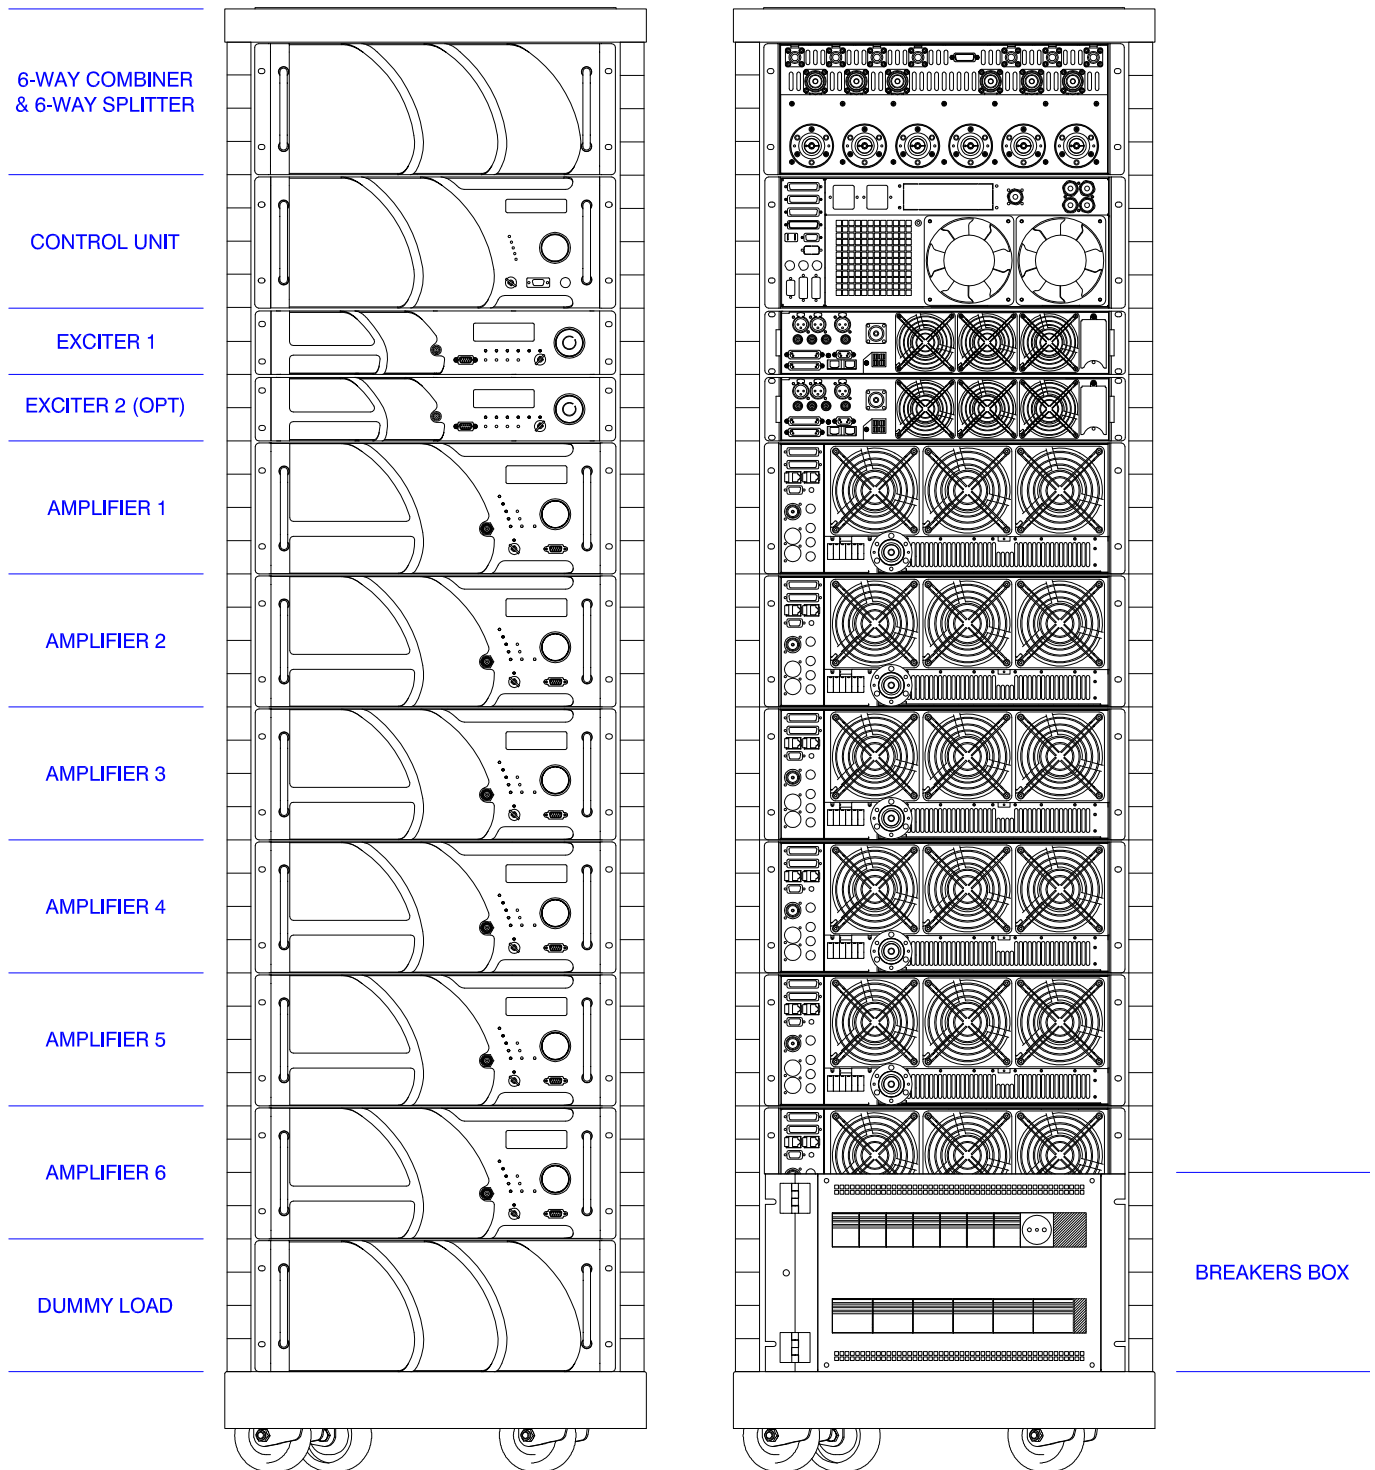 6-WAY COMBINER
& 6-WAY SPLITTER
CONTROL UNIT
EXCITER 1
EXCITER 2 (OPT)
AMPLIFIER 1
AMPLIFIER 2
AMPLIFIER 3
AMPLIFIER 4
AMPLIFIER 5
AMPLIFIER 6
DUMMY LOAD
BREAKERS BOX